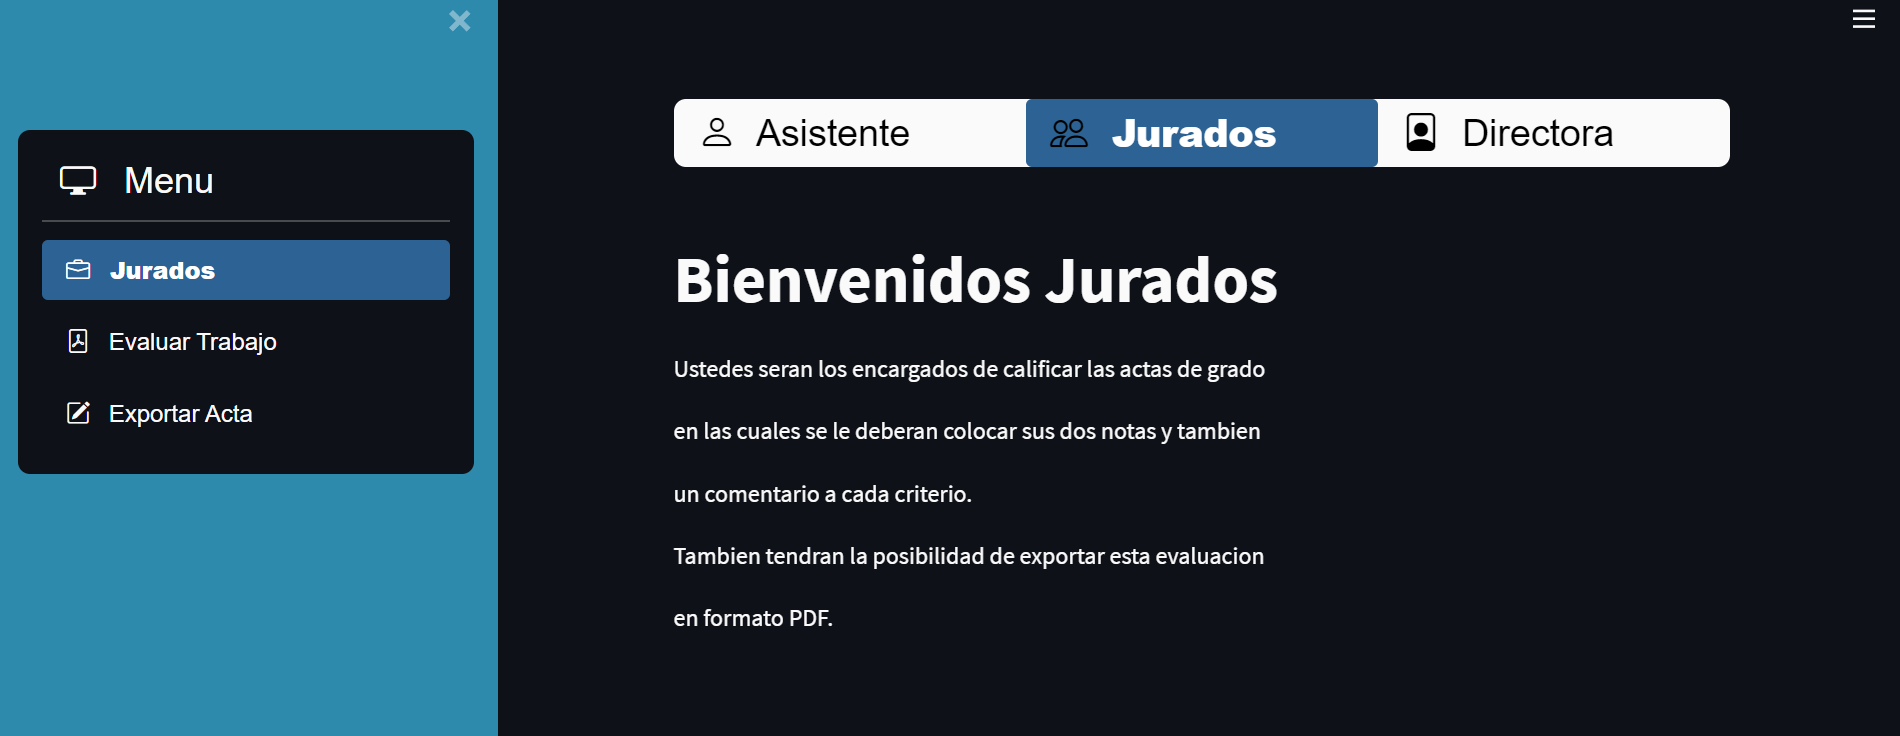 Menu
Jurados
Evaluar Trabajo
Exportar Acta
Asistente
Jurados
Directora
Bienvenidos Jurados
Ustedes seran los encargados de calificar las actas de grado
en las cuales se le deberan colocar sus dos notas y tambien
un comentario a cada criterio.
Tambien tendran la posibilidad de exportar esta evaluacion
en formato PDF.